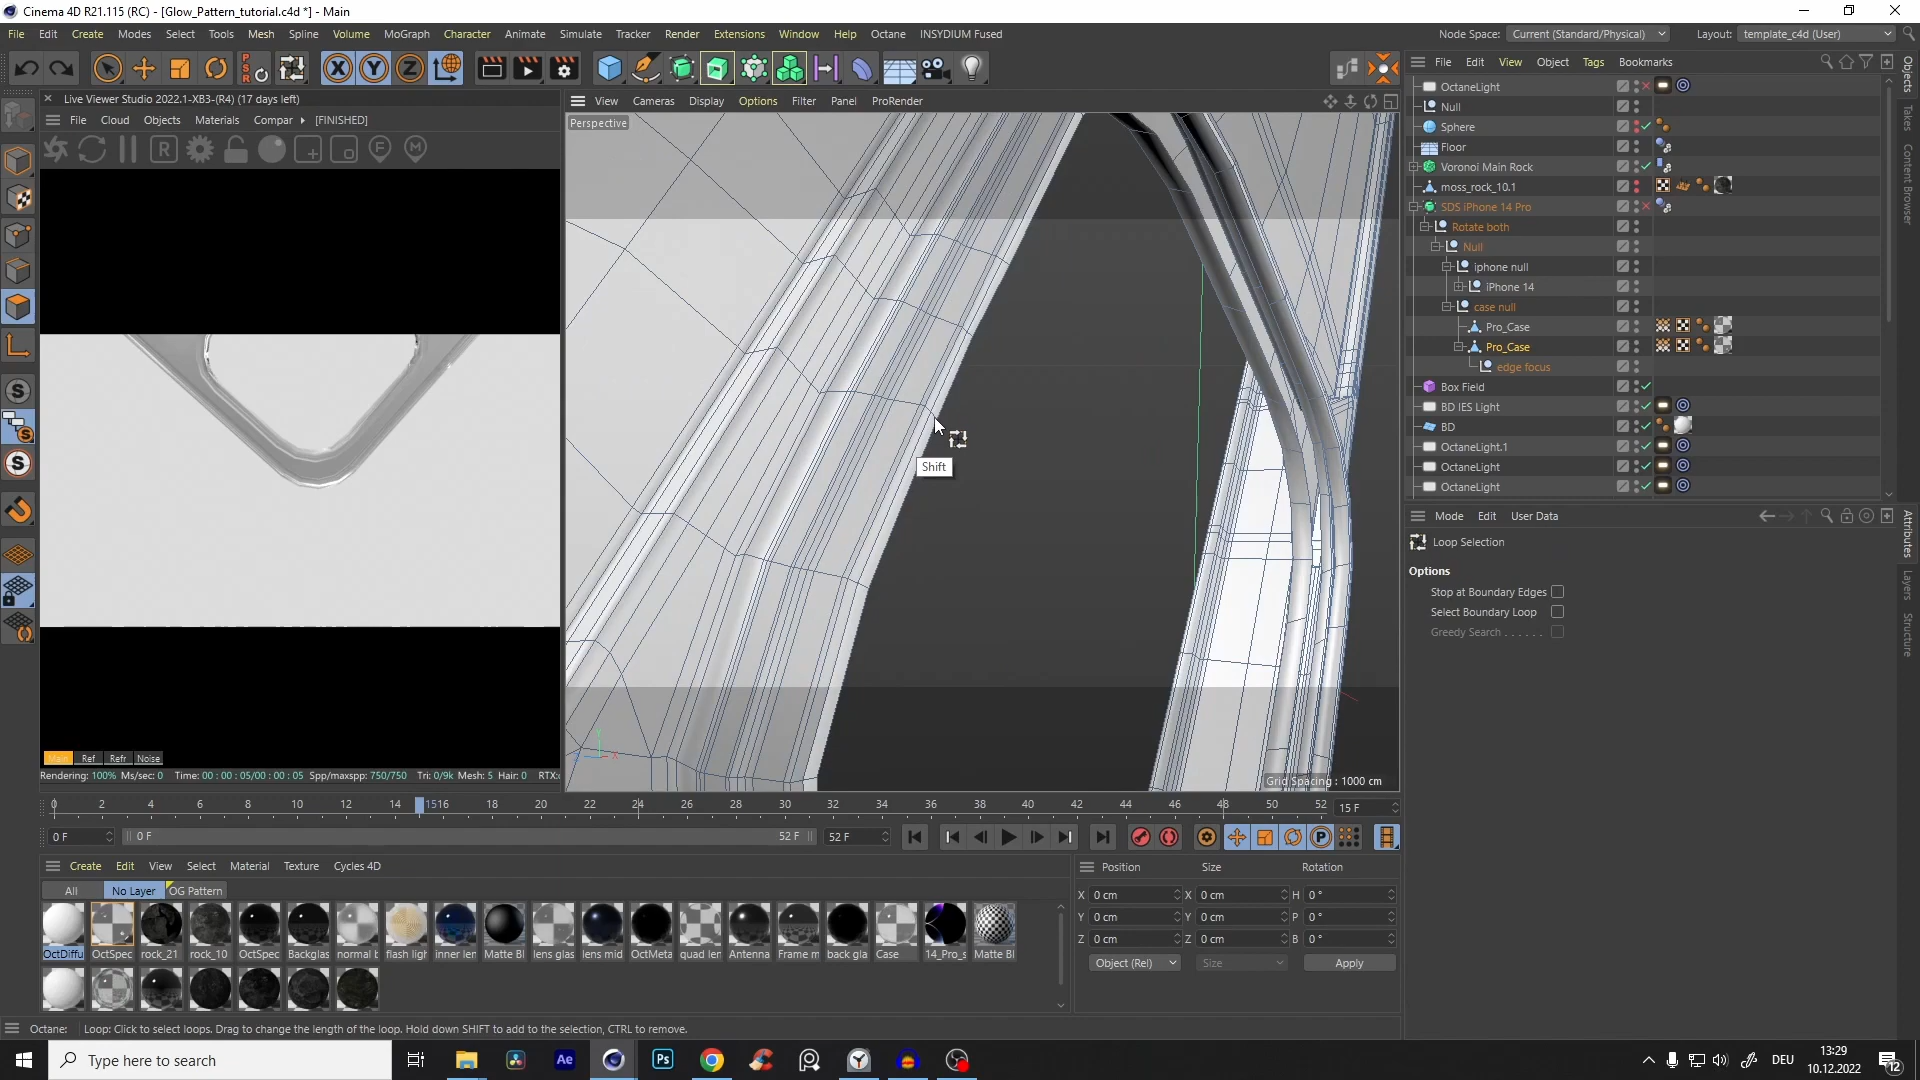 Cinema 4D R21.115 (RC) - [Glow_Pattern_tutorial.c4d *] - Main
File Edit Create Modes Select Tools Mesh Spline Volume MoGraph Character Animate Simulate Tracker Render Extensions Window Help Octane INSYDIUM Fused
Node Space: Current (Standard/Physical) Layout: template_c4d (User)
PSR
X Y Z
Live Viewer Studio 2022.1-XB3-(R4) (17 days left)
File Cloud Objects Materials Compar [FINISHED]
View Cameras Display Options Filter Panel ProRender
Perspective
Shift
Grid Spacing : 1000 cm
Main Ref Refr Noise
Rendering: 100% Ms/sec: 0 Time: 00 : 00 : 05/00 : 00 : 05 Spp/maxspp: 750/750 Tri: 0/9k Mesh: 5 Hair: 0 RTX:
File Edit View Object Tags Bookmarks
OctaneLight
Null
Sphere
Floor
Voronoi Main Rock
moss_rock_10.1
SDS iPhone 14 Pro
Rotate both
Null
iphone null
iPhone 14
case null
Pro_Case
Pro_Case
edge focus
Box Field
BD IES Light
BD
OctaneLight.1
OctaneLight
OctaneLight
Objects
Takes
Content Browser
Mode Edit User Data
Loop Selection
Options
Stop at Boundary Edges
Select Boundary Loop
Greedy Search . . . . . .
Attributes
Layers
Structure
0 2 4 6 8 10 12 14 1516 18 20 22 24 26 28 30 32 34 36 38 40 42 44 46 48 50 52 15 F
0 F 0 F 52 F 52 F
Create Edit View Select Material Texture Cycles 4D
All No Layer OG Pattern
OctDiffu OctSpec rock_21 rock_10 OctSpec Backglas normal b flash ligh inner len Matte Bl lens glas lens mid OctMeta quad len Antenna Frame m back gla Case 14_Pro_s Matte Bl
Position Size Rotation
X 0 cm X 0 cm H 0 °
Y 0 cm Y 0 cm P 0 °
Z 0 cm Z 0 cm B 0 °
Object (Rel) Size Apply
Octane: Loop: Click to select loops. Drag to change the length of the loop. Hold down SHIFT to add to the selection, CTRL to remove.
Type here to search
Ae
Ps
DEU
13:29
10.12.2022
12